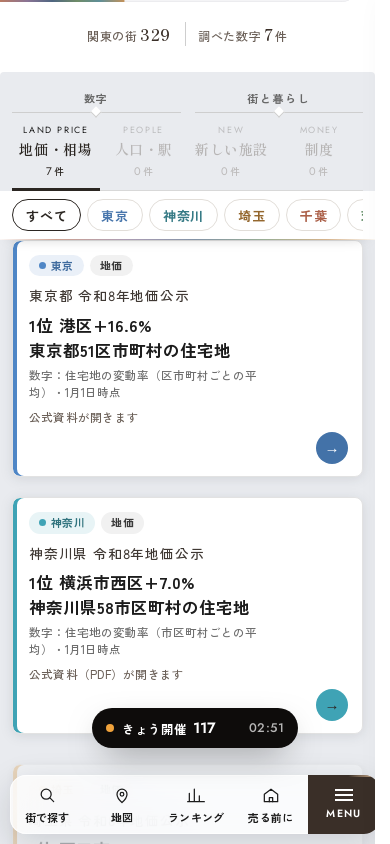 関東の街 329 調べた数字 7件
数字 街と暮らし
LAND PRICE PEOPLE NEW MONEY
地価・相場 人口・駅 新しい施設 制度
7件 0件 0件 0件
すべて 東京 神奈川 埼玉 千葉
東京 地価
東京都 令和8年地価公示
1位 港区+16.6%
東京都51区市町村の住宅地
数字：住宅地の変動率（区市町村ごとの平
均）・1月1日時点
公式資料が開きます
→
神奈川 地価
神奈川県 令和8年地価公示
1位 横浜市西区+7.0%
神奈川県58市区町村の住宅地
数字：住宅地の変動率（市区町村ごとの平
均）・1月1日時点
公式資料（PDF）が開きます
→
きょう開催 117 02:51
街で探す 地図 ランキング 売る前に MENU